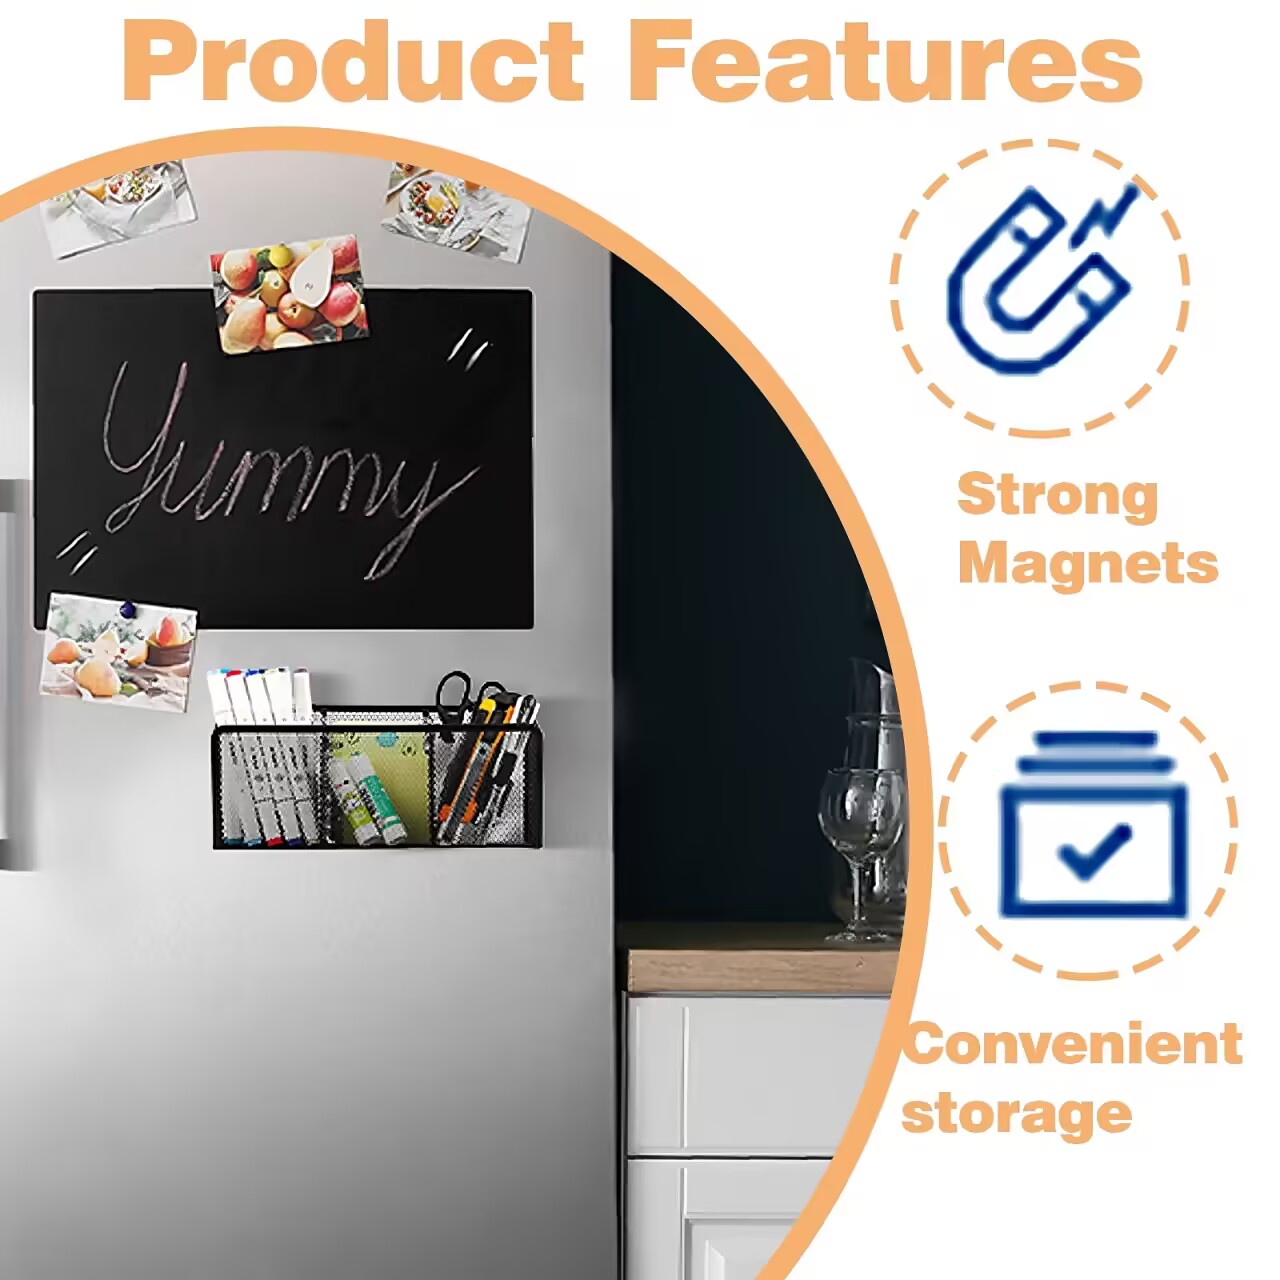 Product Features
Yummy
Strong
Magnets
Convenient
storage